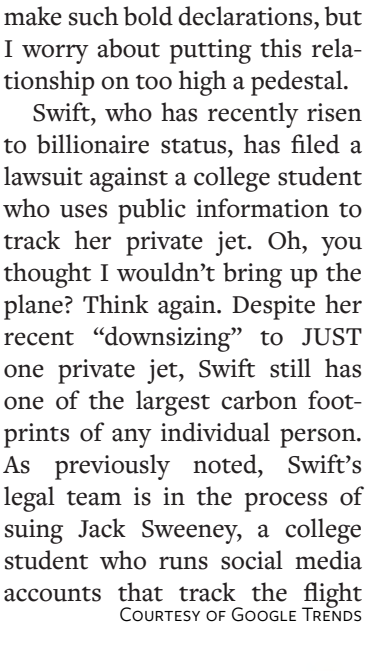 make such bold declarations, but
I worry about putting this rela-
tionship on too high a pedestal.
Swift, who has recently risen
to billionaire status, has filed a
lawsuit against a college student
who uses public information to
track her private jet. Oh, you
thought I wouldn’t bring up the
plane? Think again. Despite her
recent “downsizing” to JUST
one private jet, Swift still has
one of the largest carbon foot-
prints of any individual person.
As previously noted, Swift’s
legal team is in the process of
suing Jack Sweeney, a college
student who runs social media
accounts that track the flight
Courtesy of Google Trends